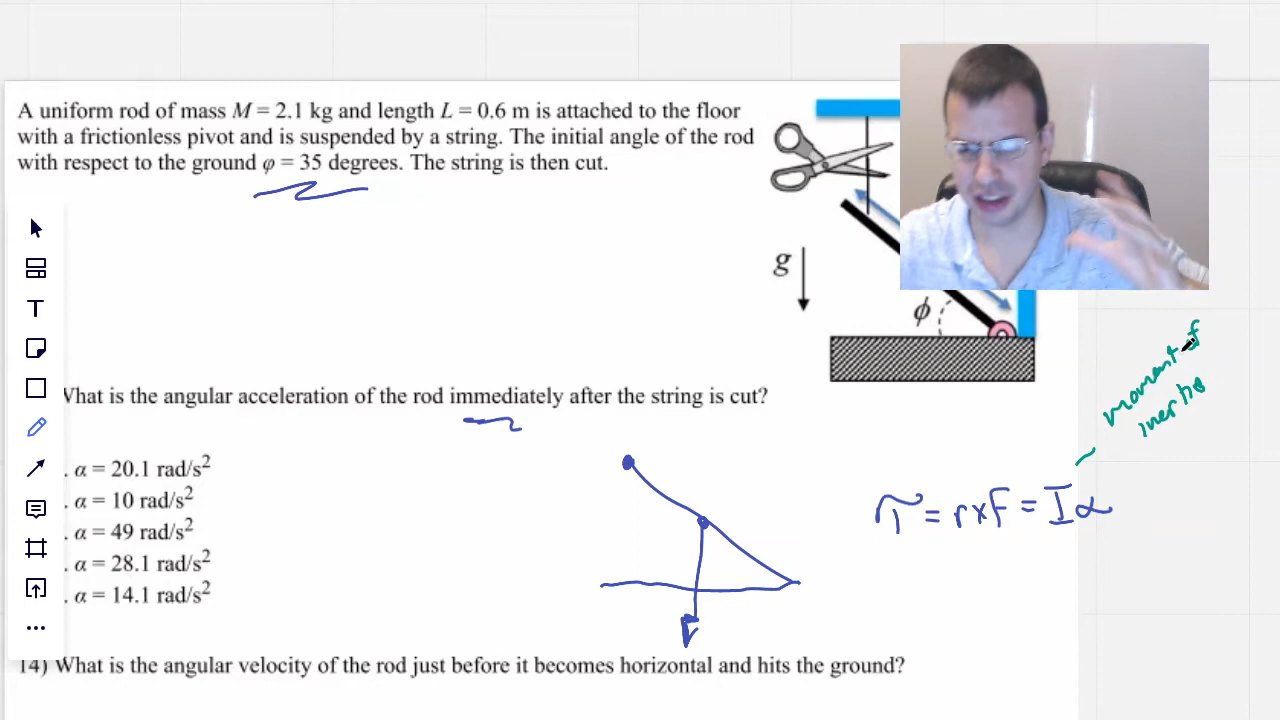 A uniform rod of mass M = 2.1 kg and length L = 0.6 m is attached to the floor
with a frictionless pivot and is suspended by a string. The initial angle of the rod
with respect to the ground φ = 35 degrees. The string is then cut.
g
ϕ
moment of
inertia
What is the angular acceleration of the rod immediately after the string is cut?
. α = 20.1 rad/s²
. α = 10 rad/s²
. α = 49 rad/s²
. α = 28.1 rad/s²
. α = 14.1 rad/s²
τ = r×F = Iα
T
14) What is the angular velocity of the rod just before it becomes horizontal and hits the ground?